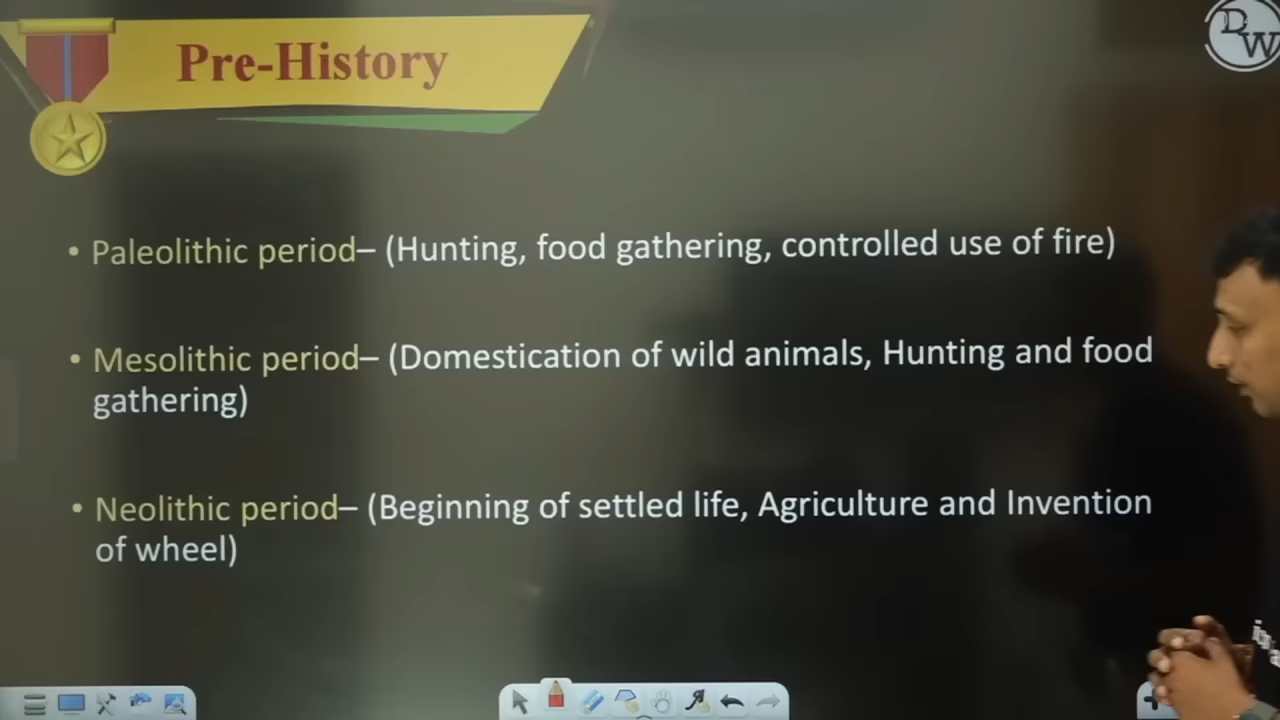 Pre-History
PW
• Paleolithic period– (Hunting, food gathering, controlled use of fire)
• Mesolithic period– (Domestication of wild animals, Hunting and food
gathering)
• Neolithic period– (Beginning of settled life, Agriculture and Invention
of wheel)